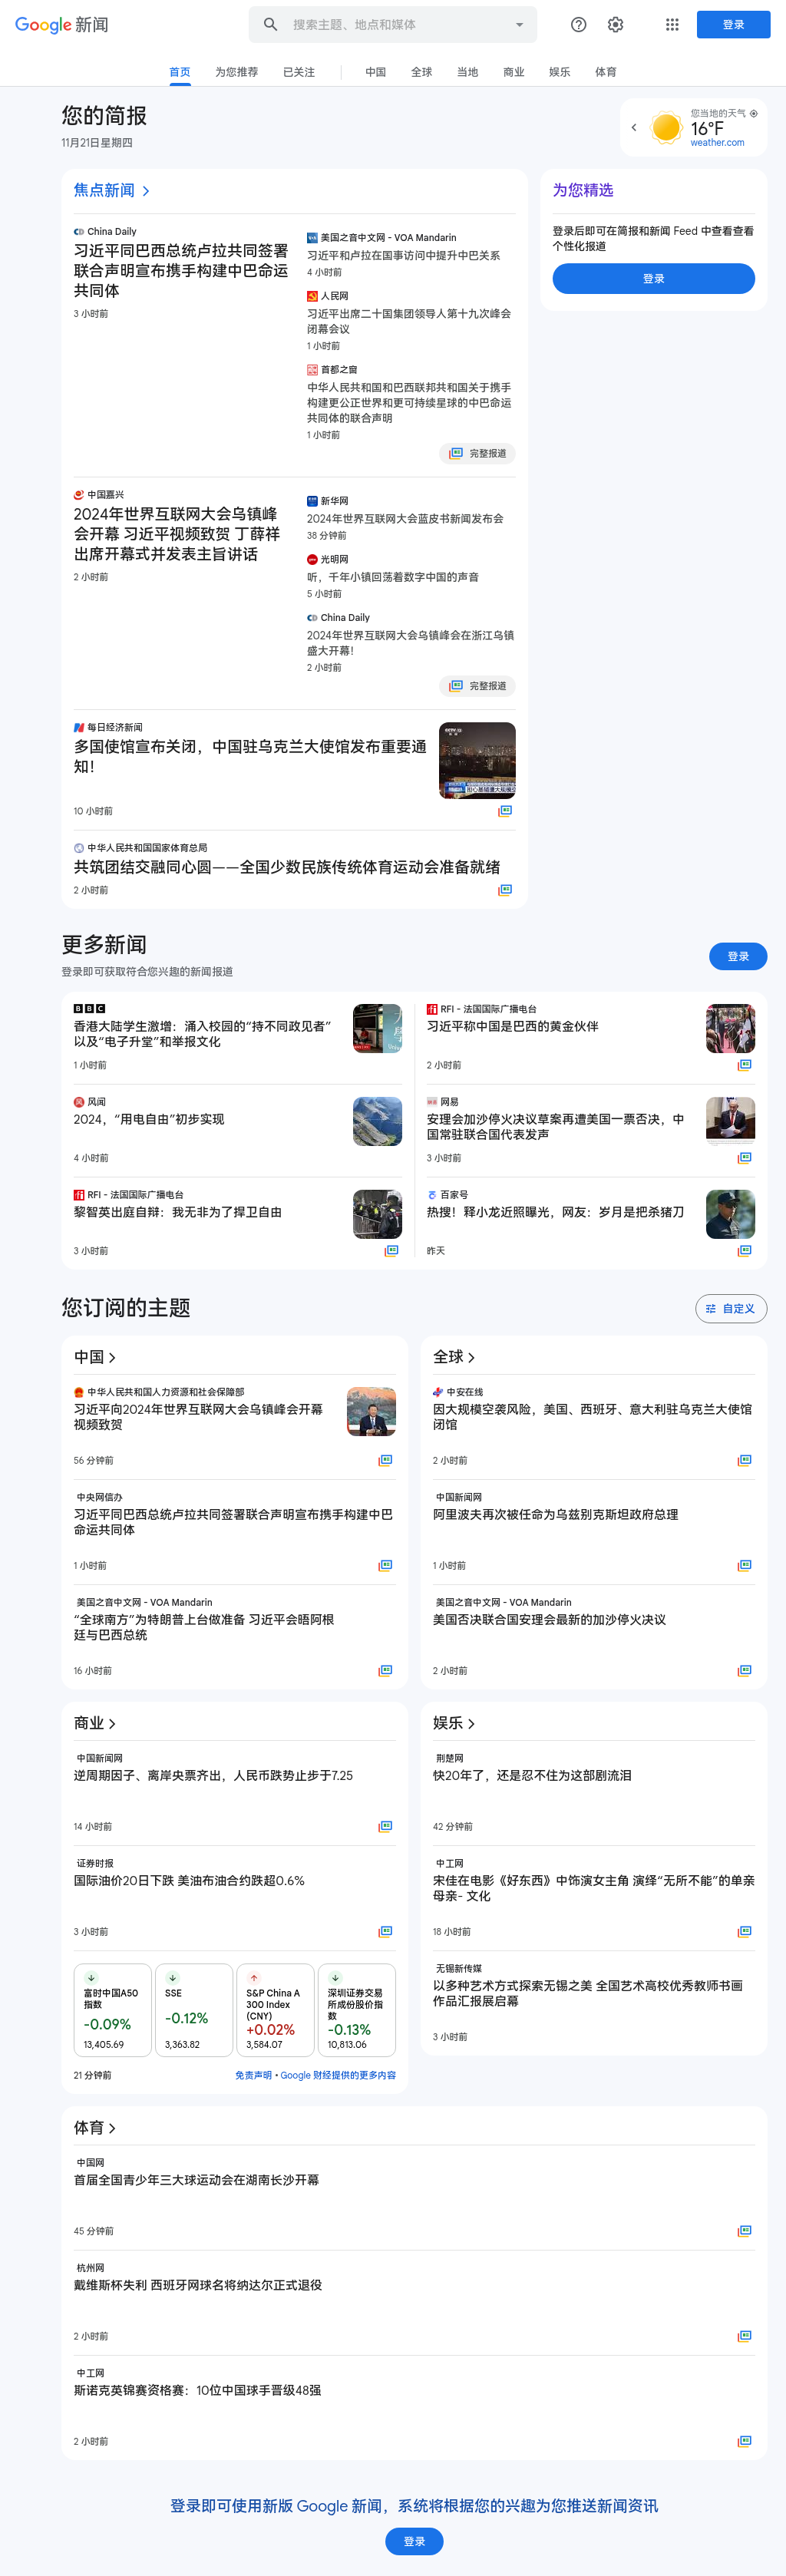 Google 新闻
搜索主题、地点和媒体
登录
首页
为您推荐
已关注
中国
全球
当地
商业
娱乐
体育
您的简报
11月21日星期四
您当地的天气
16°F
weather.com
焦点新闻
China Daily
习近平同巴西总统卢拉共同签署
联合声明宣布携手构建中巴命运
共同体
3 小时前
美国之音中文网 - VOA Mandarin
习近平和卢拉在国事访问中提升中巴关系
4 小时前
人民网
习近平出席二十国集团领导人第十九次峰会
闭幕会议
1 小时前
首都之窗
中华人民共和国和巴西联邦共和国关于携手
构建更公正世界和更可持续星球的中巴命运
共同体的联合声明
1 小时前
完整报道
中国嘉兴
2024年世界互联网大会乌镇峰
会开幕 习近平视频致贺 丁薛祥
出席开幕式并发表主旨讲话
2 小时前
新华网
2024年世界互联网大会蓝皮书新闻发布会
38 分钟前
光明网
听，千年小镇回荡着数字中国的声音
5 小时前
China Daily
2024年世界互联网大会乌镇峰会在浙江乌镇
盛大开幕！
2 小时前
完整报道
每日经济新闻
多国使馆宣布关闭，中国驻乌克兰大使馆发布重要通
知！
10 小时前
中华人民共和国国家体育总局
共筑团结交融同心圆——全国少数民族传统体育运动会准备就绪
2 小时前
为您精选
登录后即可在简报和新闻 Feed 中查看查看
个性化报道
登录
更多新闻
登录即可获取符合您兴趣的新闻报道
登录
BBC
香港大陆学生激增：涌入校园的“持不同政见者”
以及“电子升堂”和举报文化
1 小时前
风闻
2024，“用电自由”初步实现
4 小时前
RFI - 法国国际广播电台
黎智英出庭自辩：我无非为了捍卫自由
3 小时前
RFI - 法国国际广播电台
习近平称中国是巴西的黄金伙伴
2 小时前
网易
安理会加沙停火决议草案再遭美国一票否决，中
国常驻联合国代表发声
3 小时前
百家号
热搜！释小龙近照曝光，网友：岁月是把杀猪刀
昨天
您订阅的主题
自定义
中国
中华人民共和国人力资源和社会保障部
习近平向2024年世界互联网大会乌镇峰会开幕
视频致贺
56 分钟前
中央网信办
习近平同巴西总统卢拉共同签署联合声明宣布携手构建中巴
命运共同体
1 小时前
美国之音中文网 - VOA Mandarin
“全球南方”为特朗普上台做准备 习近平会晤阿根
廷与巴西总统
16 小时前
全球
中安在线
因大规模空袭风险，美国、西班牙、意大利驻乌克兰大使馆
闭馆
2 小时前
中国新闻网
阿里波夫再次被任命为乌兹别克斯坦政府总理
1 小时前
美国之音中文网 - VOA Mandarin
美国否决联合国安理会最新的加沙停火决议
2 小时前
商业
中国新闻网
逆周期因子、离岸央票齐出，人民币跌势止步于7.25
14 小时前
证券时报
国际油价20日下跌 美油布油合约跌超0.6%
3 小时前
富时中国A50
指数
-0.09%
13,405.69
SSE
-0.12%
3,363.82
S&P China A
300 Index
(CNY)
+0.02%
3,584.07
深圳证券交易
所成份股价指
数
-0.13%
10,813.06
21 分钟前
免责声明 • Google 财经提供的更多内容
娱乐
荆楚网
快20年了，还是忍不住为这部剧流泪
42 分钟前
中工网
宋佳在电影《好东西》中饰演女主角 演绎“无所不能”的单亲
母亲- 文化
18 小时前
无锡新传媒
以多种艺术方式探索无锡之美 全国艺术高校优秀教师书画
作品汇报展启幕
3 小时前
体育
中国网
首届全国青少年三大球运动会在湖南长沙开幕
45 分钟前
杭州网
戴维斯杯失利 西班牙网球名将纳达尔正式退役
2 小时前
中工网
斯诺克英锦赛资格赛：10位中国球手晋级48强
2 小时前
登录即可使用新版 Google 新闻，系统将根据您的兴趣为您推送新闻资讯
登录